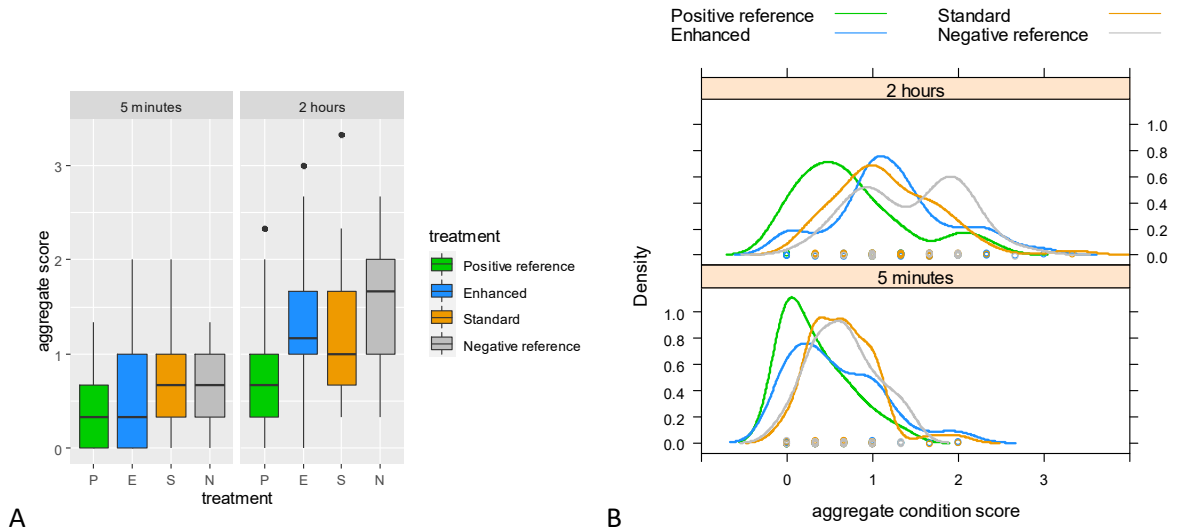 5 minutes
2 hours
3
2
1
0
aggregate score
P E S N P E S N
treatment
treatment
Positive reference
Enhanced
Standard
Negative reference
A
Positive reference Standard
Enhanced Negative reference
2 hours
1.0
0.8
0.6
0.4
0.2
0.0
Density
5 minutes
1.0
0.8
0.6
0.4
0.2
0.0
0 1 2 3
aggregate condition score
B